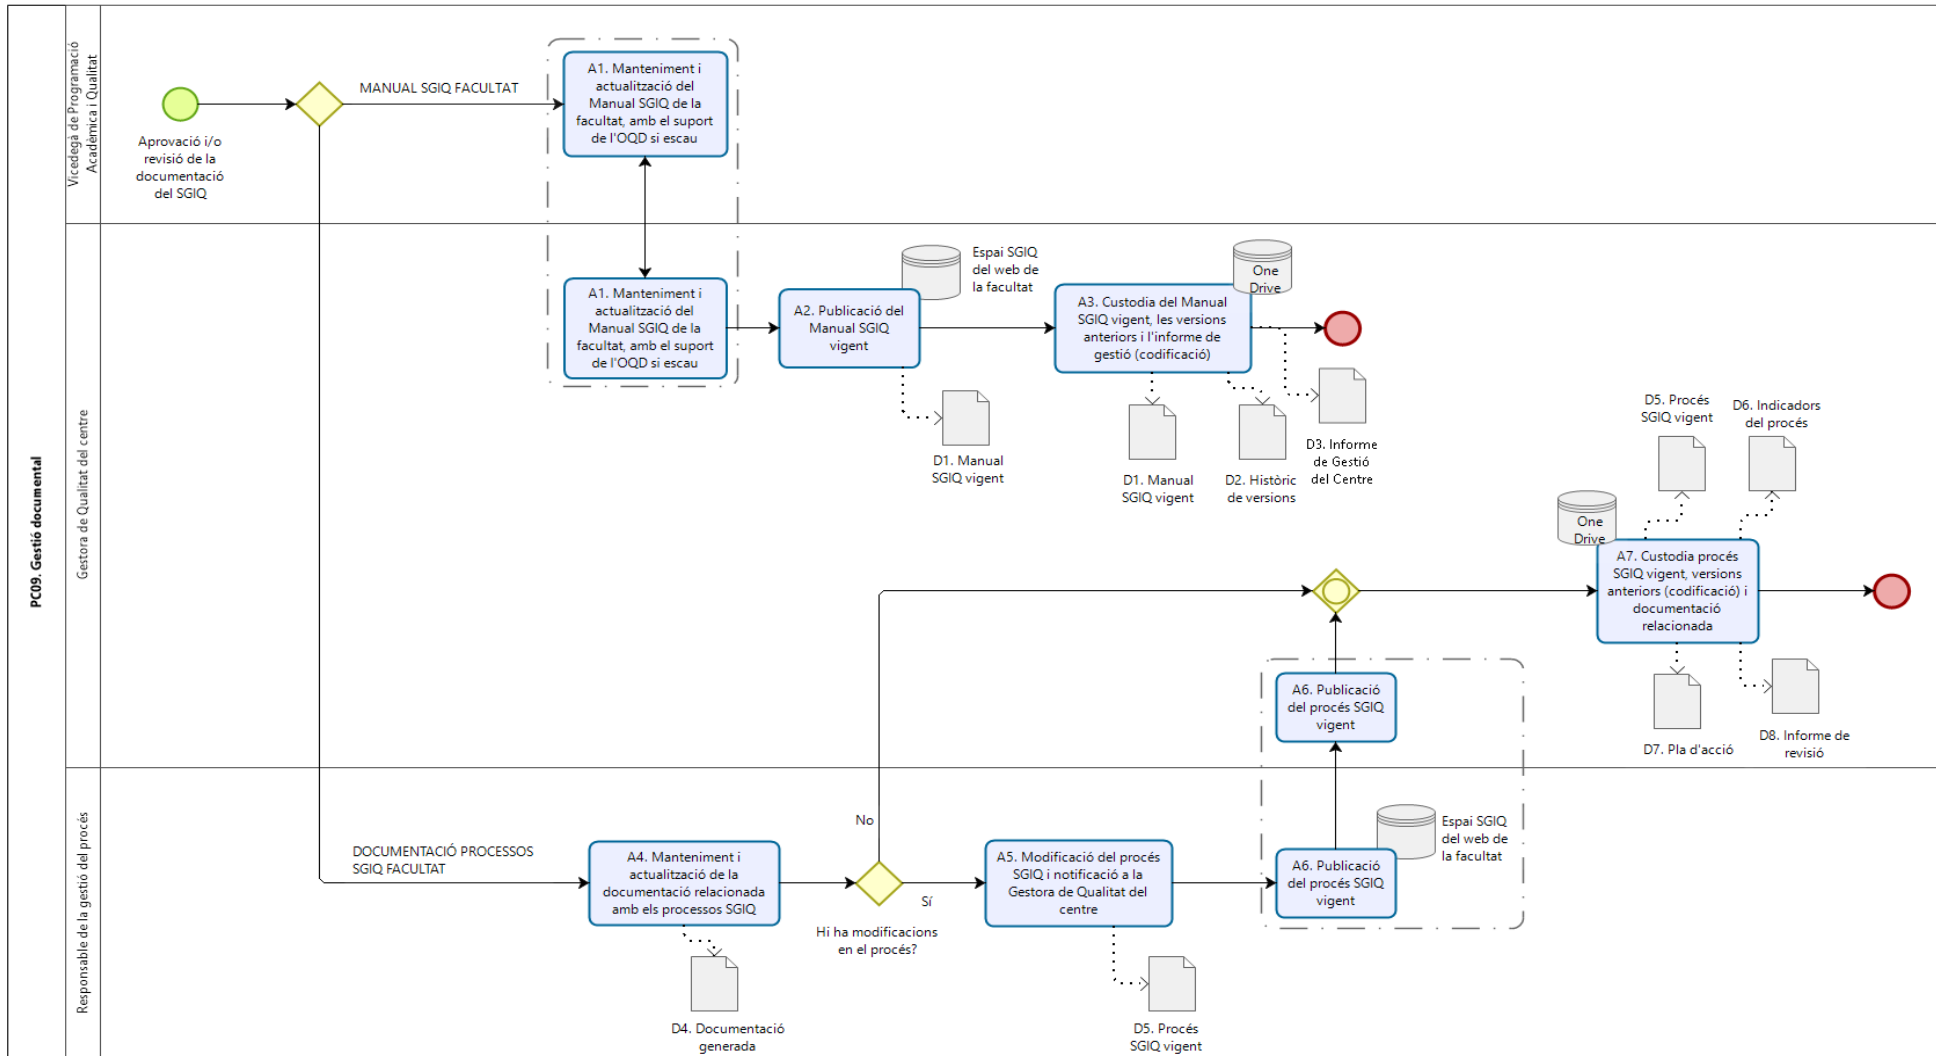 PC09. Gestió documental
Vicedegà de Programació
Acadèmica i Qualitat
Aprovació i/o
revisió de la
documentació
del SGIQ
MANUAL SGIQ FACULTAT
A1. Manteniment i
actualització del
Manual SGIQ de la
facultat, amb el suport
de l'OQD si escau
Gestora de Qualitat del centre
A1. Manteniment i
actualització del
Manual SGIQ de la
facultat, amb el suport
de l'OQD si escau
A2. Publicació del
Manual SGIQ
vigent
Espai SGIQ
del web de
la facultat
D1. Manual
SGIQ vigent
A3. Custodia del Manual
SGIQ vigent, les versions
anteriors i l'informe de
gestió (codificació)
One
Drive
D1. Manual
SGIQ vigent
D2. Històric
de versions
D3. Informe
de Gestió
del Centre
D5. Procés
SGIQ vigent
D6. Indicadors
del procés
One
Drive
A7. Custodia procés
SGIQ vigent, versions
anteriors (codificació) i
documentació
relacionada
D7. Pla d'acció
D8. Informe de
revisió
A6. Publicació
del procés SGIQ
vigent
Responsable de la gestió del procés
DOCUMENTACIÓ PROCESSOS
SGIQ FACULTAT
A4. Manteniment i
actualització de la
documentació relacionada
amb els processos SGIQ
D4. Documentació
generada
No
Sí
Hi ha modificacions
en el procés?
A5. Modificació del procés
SGIQ i notificació a la
Gestora de Qualitat del
centre
D5. Procés
SGIQ vigent
A6. Publicació
del procés SGIQ
vigent
Espai SGIQ
del web de
la facultat